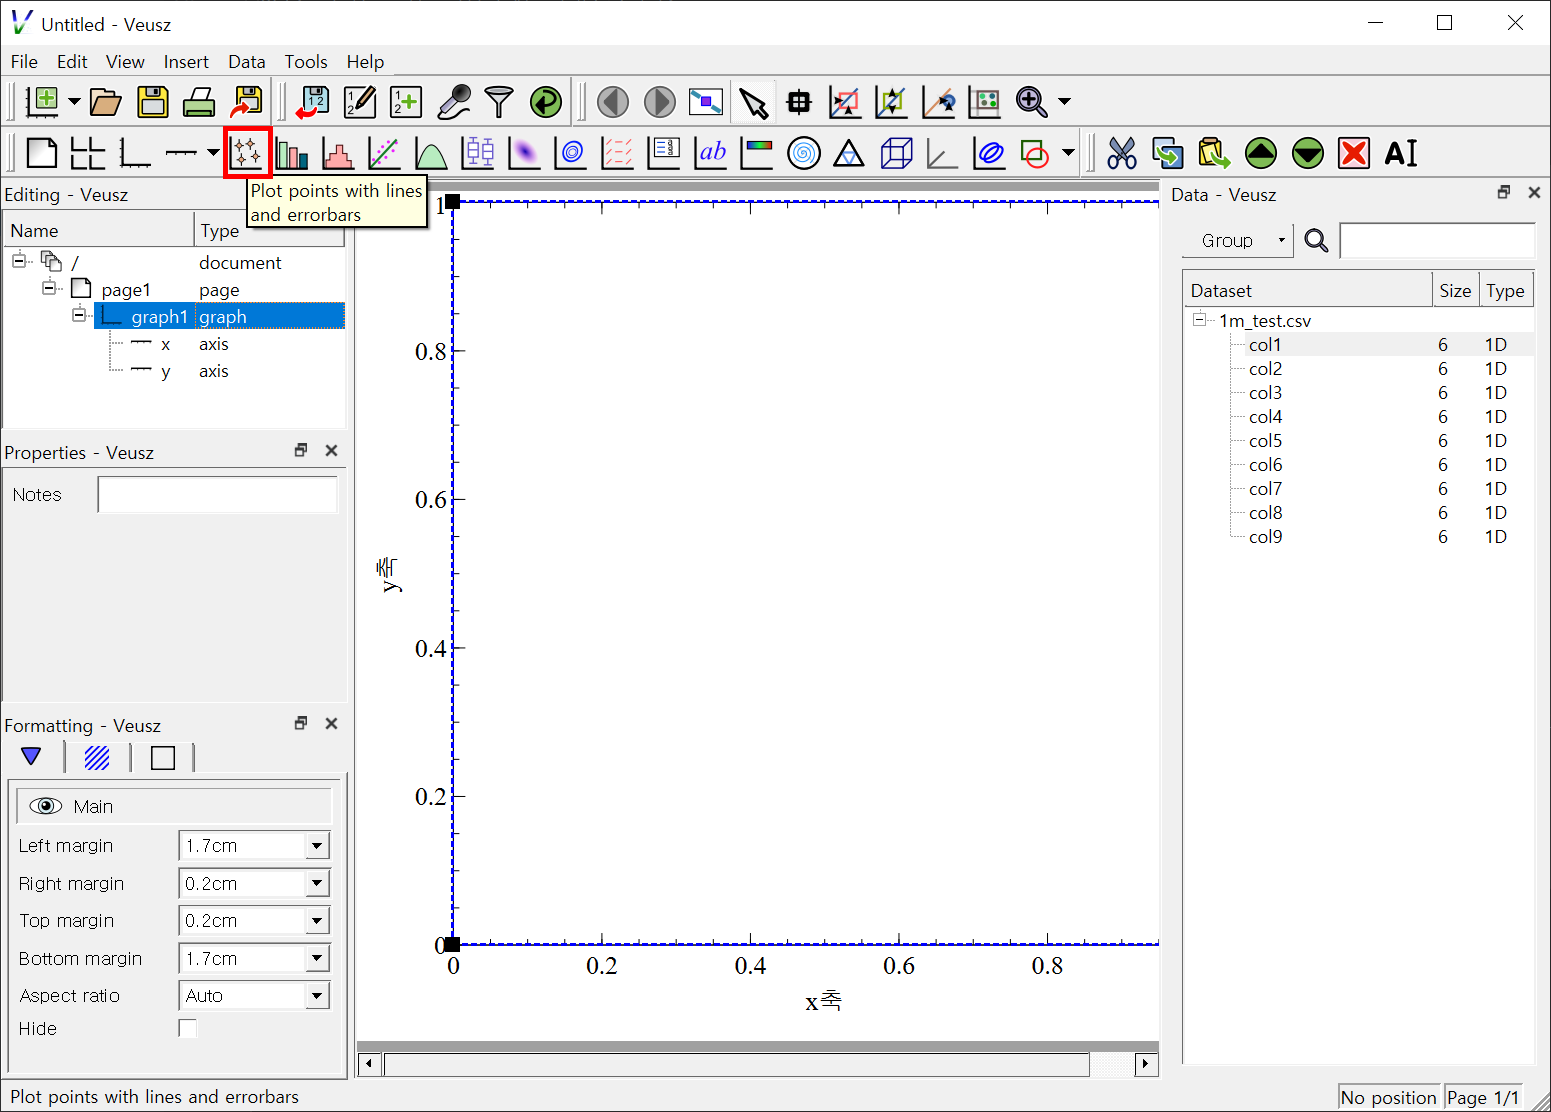 Untitled - Veusz
File Edit View Insert Data Tools Help
ab
AI
Editing - Veusz
Name Type
/ document
page1 page
graph1 graph
x axis
y axis
Plot points with lines
and errorbars
Properties - Veusz
Notes
Formatting - Veusz
Main
Left margin 1.7cm
Right margin 0.2cm
Top margin 0.2cm
Bottom margin 1.7cm
Aspect ratio Auto
Hide
1
0.8
0.6
0.4
0.2
0
y축
0 0.2 0.4 0.6 0.8
x축
Data - Veusz
Group
Dataset Size Type
1m_test.csv
col1 6 1D
col2 6 1D
col3 6 1D
col4 6 1D
col5 6 1D
col6 6 1D
col7 6 1D
col8 6 1D
col9 6 1D
Plot points with lines and errorbars
No position Page 1/1